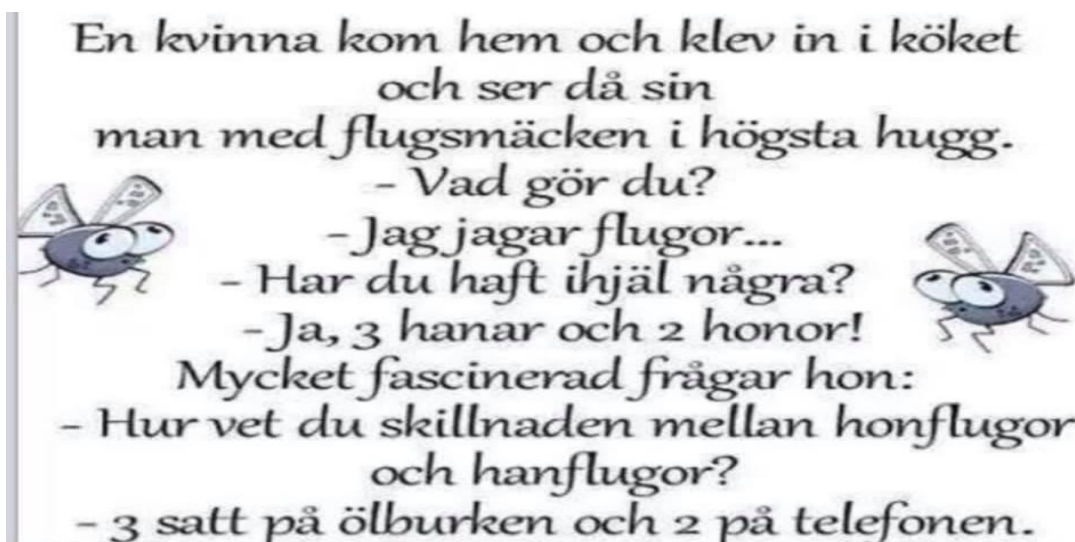 En kvinna kom hem och klev in i köket
och ser då sin
man med flugsmäcken i högsta hugg.
- Vad gör du?
- Jag jagar flugor...
- Har du haft ihjäl några?
- Ja, 3 hanar och 2 honor!
Mycket fascinerad frågar hon:
- Hur vet du skillnaden mellan honflugor
och hanflugor?
- 3 satt på ölburken och 2 på telefonen.